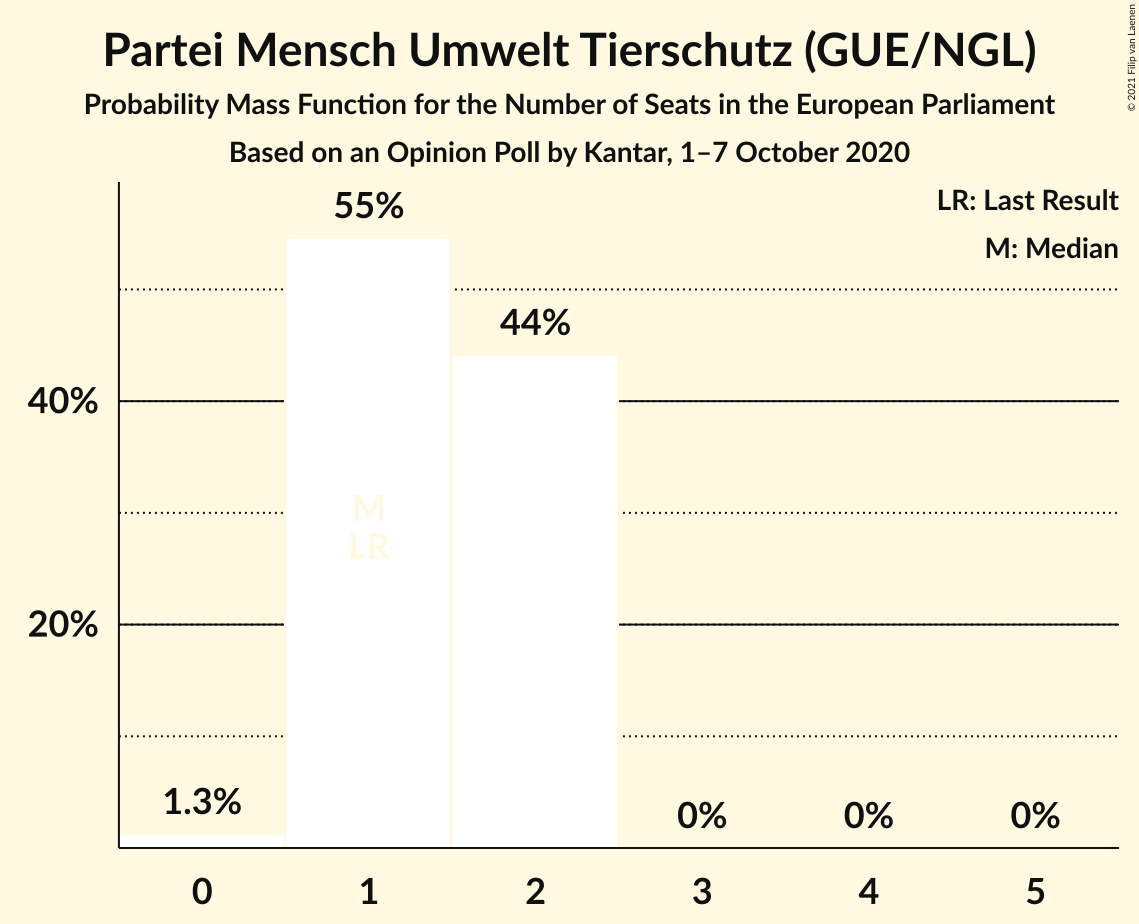 Partei Mensch Umwelt Tierschutz (GUE/NGL)
Probability Mass Function for the Number of Seats in the European Parliament
Based on an Opinion Poll by Kantar, 1–7 October 2020
© 2021 Filip van Laenen
LR: Last Result
M: Median
55%
44%
40%
M
LR
20%
1.3%
0%
0%
0%
0
1
2
3
4
5